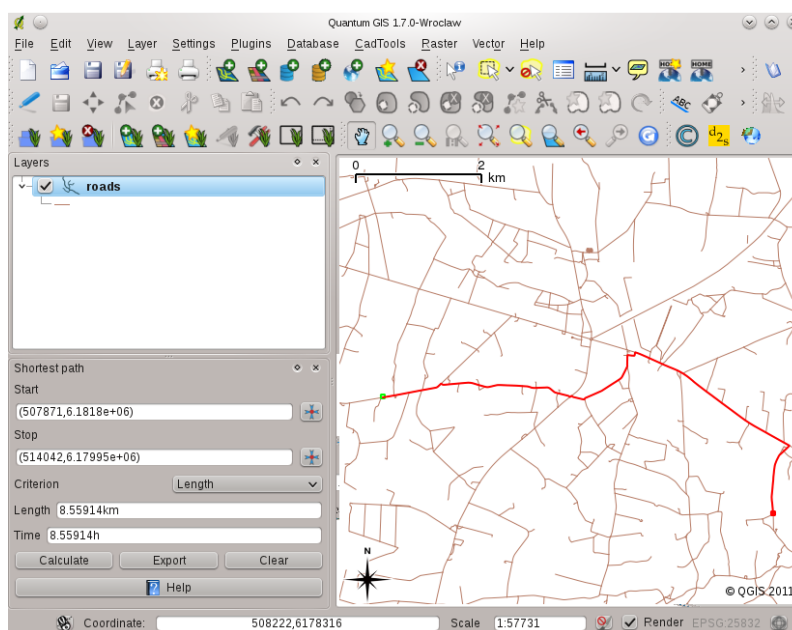 Quantum GIS 1.7.0-Wroclaw
File Edit View Layer Settings Plugins Database CadTools Raster Vector Help
ABC
d2s
Layers
roads
0 2
km
Shortest path
Start
(507871,6.1818e+06)
Stop
(514042,6.17995e+06)
Criterion Length
Length 8.55914km
Time 8.55914h
Calculate Export Clear
Help
N
© QGIS 2011
Coordinate: 508222,6178316 Scale 1:57731 Render EPSG:25832